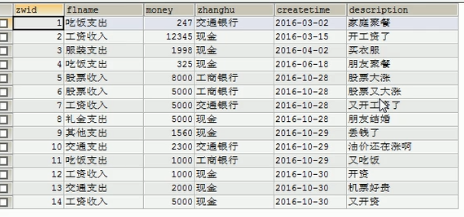 zwid flname money zhanghu createtime description
1 吃饭支出 247 交通银行 2016-03-02 家庭聚餐
2 工资收入 12345 现金 2016-03-15 开工资了
3 服装支出 1998 现金 2016-04-02 买衣服
4 吃饭支出 325 现金 2016-06-18 朋友聚餐
5 股票收入 8000 工商银行 2016-10-28 股票大涨
6 股票收入 5000 工商银行 2016-10-28 股票又大涨
7 工资收入 5000 交通银行 2016-10-28 又开工资了
8 礼金支出 5000 现金 2016-10-28 朋友结婚
9 其他支出 1560 现金 2016-10-29 丢钱了
10 交通支出 2300 交通银行 2016-10-29 油价还在涨啊
11 吃饭支出 1000 工商银行 2016-10-29 又吃饭
12 工资收入 1000 现金 2016-10-30 开资
13 交通支出 2000 现金 2016-10-30 机票好贵
14 工资收入 5000 现金 2016-10-30 又开资